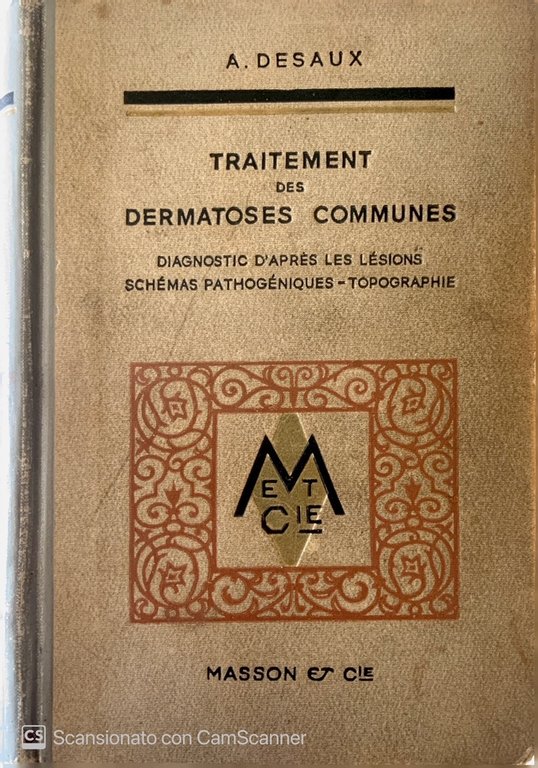 A. DESAUX
TRAITEMENT
DES
DERMATOSES COMMUNES
DIAGNOSTIC D'APRÈS LES LÉSIONS
SCHÉMAS PATHOGÉNIQUES - TOPOGRAPHIE
M
ET
CIE
MASSON ET CIE
CS Scansionato con CamScanner